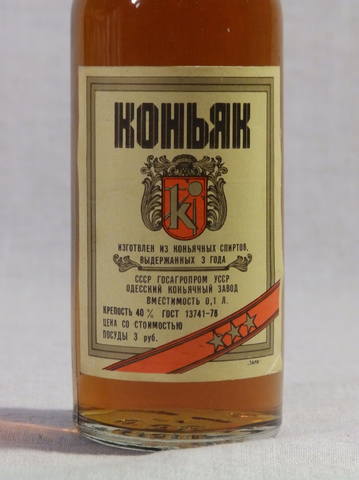 КОНЬЯК
ki
ИЗГОТВЛЕН ИЗ КОНЬЯЧНЫХ СПИРТОВ,
ВЫДЕРЖАННЫХ 3 ГОДА
СССР ГОСАГРОПРОМ УССР
ОДЕССКИЙ КОНЬЯЧНЫЙ ЗАВОД
ВМЕСТИМОСТЬ 0,1 Л.
КРЕПОСТЬ 40 % ГОСТ 13741-78
ЦЕНА СО СТОИМОСТЬЮ
ПОСУДЫ 3 руб.